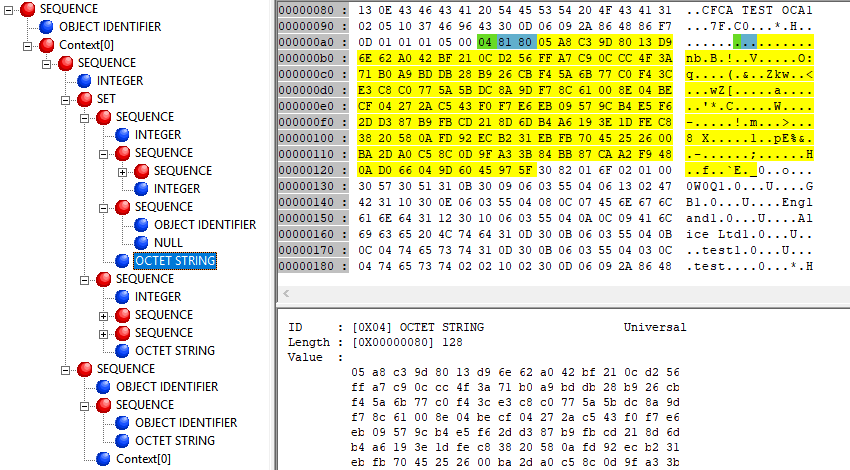 SEQUENCE
OBJECT IDENTIFIER
Context[0]
SEQUENCE
INTEGER
SET
SEQUENCE
INTEGER
SEQUENCE
SEQUENCE
INTEGER
SEQUENCE
OBJECT IDENTIFIER
NULL
OCTET STRING
SEQUENCE
INTEGER
SEQUENCE
SEQUENCE
OCTET STRING
SEQUENCE
OBJECT IDENTIFIER
SEQUENCE
OBJECT IDENTIFIER
OCTET STRING
Context[0]
00000080 : 13 0E 43 46 43 41 20 54 45 53 54 20 4F 43 41 31 ..CFCA TEST OCA1
00000090 : 02 05 10 37 46 96 43 30 0D 06 09 2A 86 48 86 F7 ...7F.C0...*.H..
000000a0 : 0D 01 01 01 05 00 04 81 80 05 A8 C3 9D 80 13 D9 ................
000000b0 : 6E 62 A0 42 BF 21 0C D2 56 FF A7 C9 0C CC 4F 3A nb.B.!..V.....O:
000000c0 : 71 B0 A9 BD DB 28 B9 26 CB F4 5A 6B 77 C0 F4 3C q....(.&..Zkw..<
000000d0 : E3 C8 C0 77 5A 5B DC 8A 9D F7 8C 61 00 8E 04 BE ...wZ[.....a....
000000e0 : CF 04 27 2A C5 43 F0 F7 E6 EB 09 57 9C B4 E5 F6 ..'*.C.....W....
000000f0 : 2D D3 87 B9 FB CD 21 8D 6D B4 A6 19 3E 1D FE C8 -.....!.m...>...
00000100 : 38 20 58 0A FD 92 EC B2 31 EB FB 70 45 25 26 00 8 X.....1..pE%&.
00000110 : BA 2D A0 C5 8C 0D 9F A3 3B 84 BB 87 CA A2 F9 48 .-......;......H
00000120 : 0A D0 66 04 9D 60 45 97 5F 30 82 01 6F 02 01 00 ..f..`E._0..o...
00000130 : 30 57 30 51 31 0B 30 09 06 03 55 04 06 13 02 47 0W0Q1.0...U....G
00000140 : 42 31 10 30 0E 06 03 55 04 08 0C 07 45 6E 67 6C B1.0...U....Engl
00000150 : 61 6E 64 31 12 30 10 06 03 55 04 0A 0C 09 41 6C and1.0...U....Al
00000160 : 69 63 65 20 4C 74 64 31 0D 30 0B 06 03 55 04 0B ice Ltd1.0...U..
00000170 : 0C 04 74 65 73 74 31 0D 30 0B 06 03 55 04 03 0C ..test1.0...U...
00000180 : 04 74 65 73 74 02 02 10 02 30 0D 06 09 2A 86 48 .test....0...*.H
ID : [0X04] OCTET STRING Universal
Length : [0X00000080] 128
Value :
05 a8 c3 9d 80 13 d9 6e 62 a0 42 bf 21 0c d2 56
ff a7 c9 0c cc 4f 3a 71 b0 a9 bd db 28 b9 26 cb
f4 5a 6b 77 c0 f4 3c e3 c8 c0 77 5a 5b dc 8a 9d
f7 8c 61 00 8e 04 be cf 04 27 2a c5 43 f0 f7 e6
eb 09 57 9c b4 e5 f6 2d d3 87 b9 fb cd 21 8d 6d
b4 a6 19 3e 1d fe c8 38 20 58 0a fd 92 ec b2 31
eb fb 70 45 25 26 00 ba 2d a0 c5 8c 0d 9f a3 3b